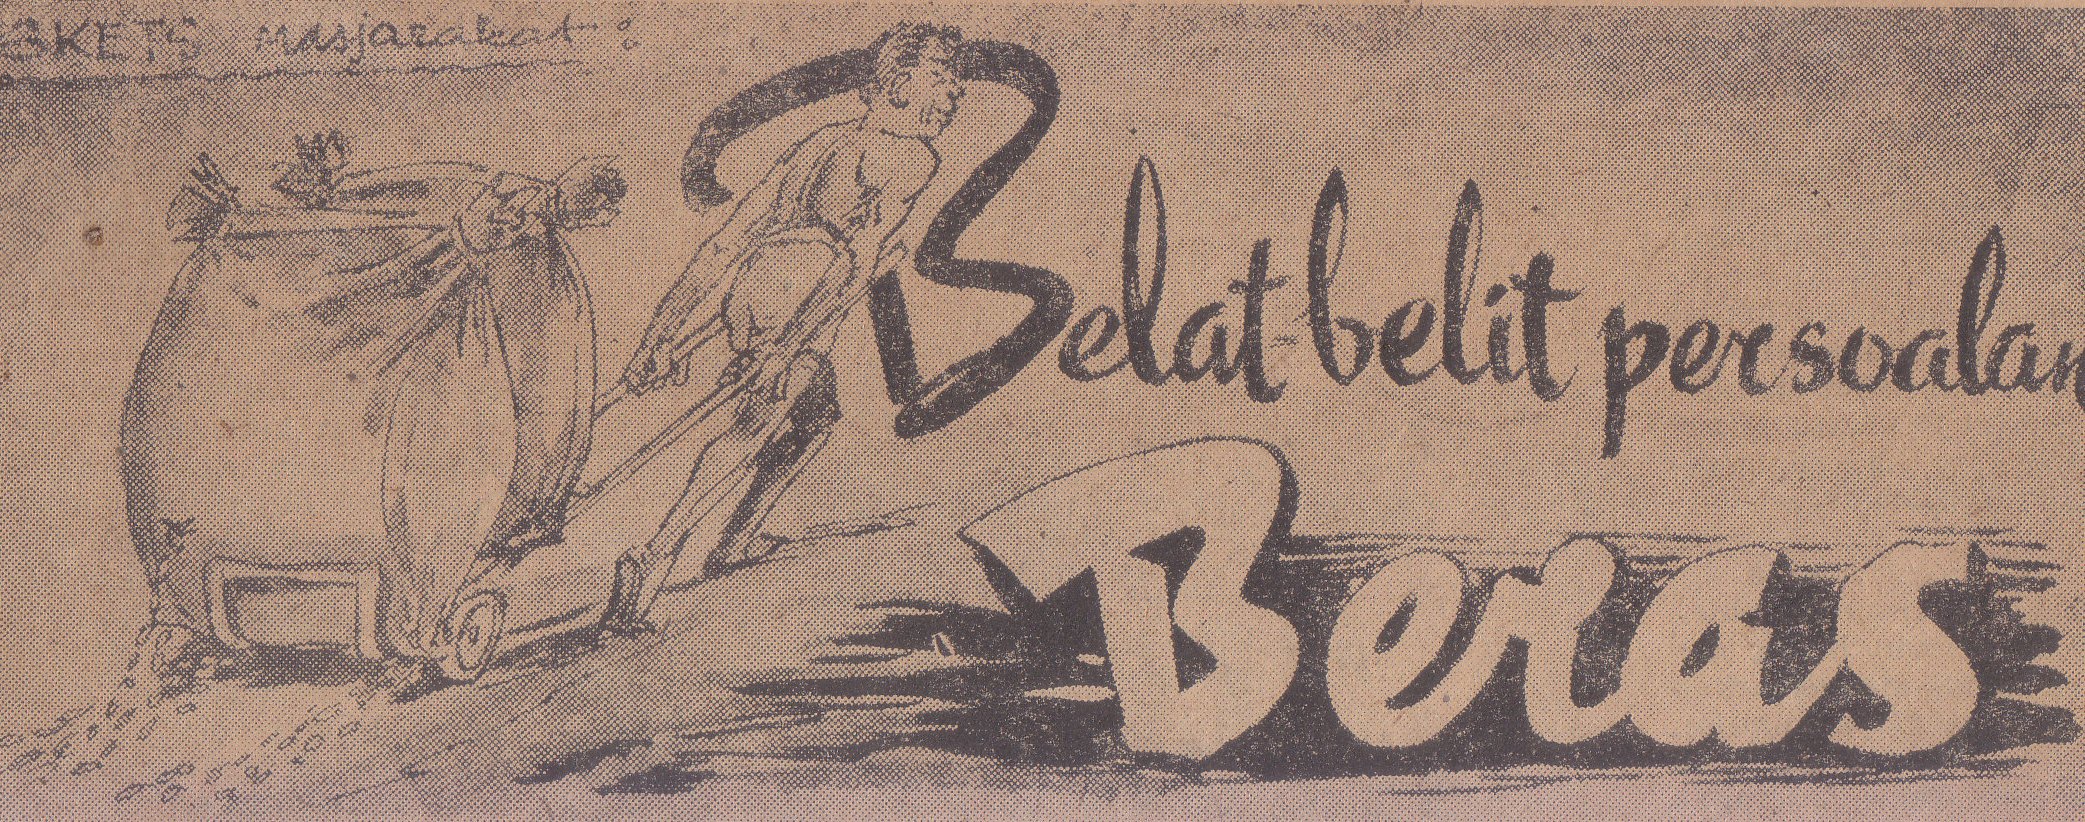 SKETS masjarakat :
Belat-belit persoalan
Beras